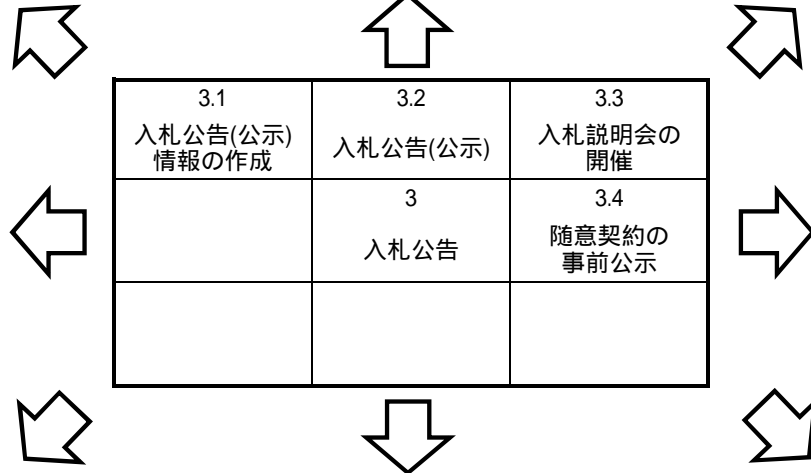 3.1
入札公告(公示)
情報の作成
3.2
入札公告(公示)
3.3
入札説明会の
開催
3
入札公告
3.4
随意契約の
事前公示